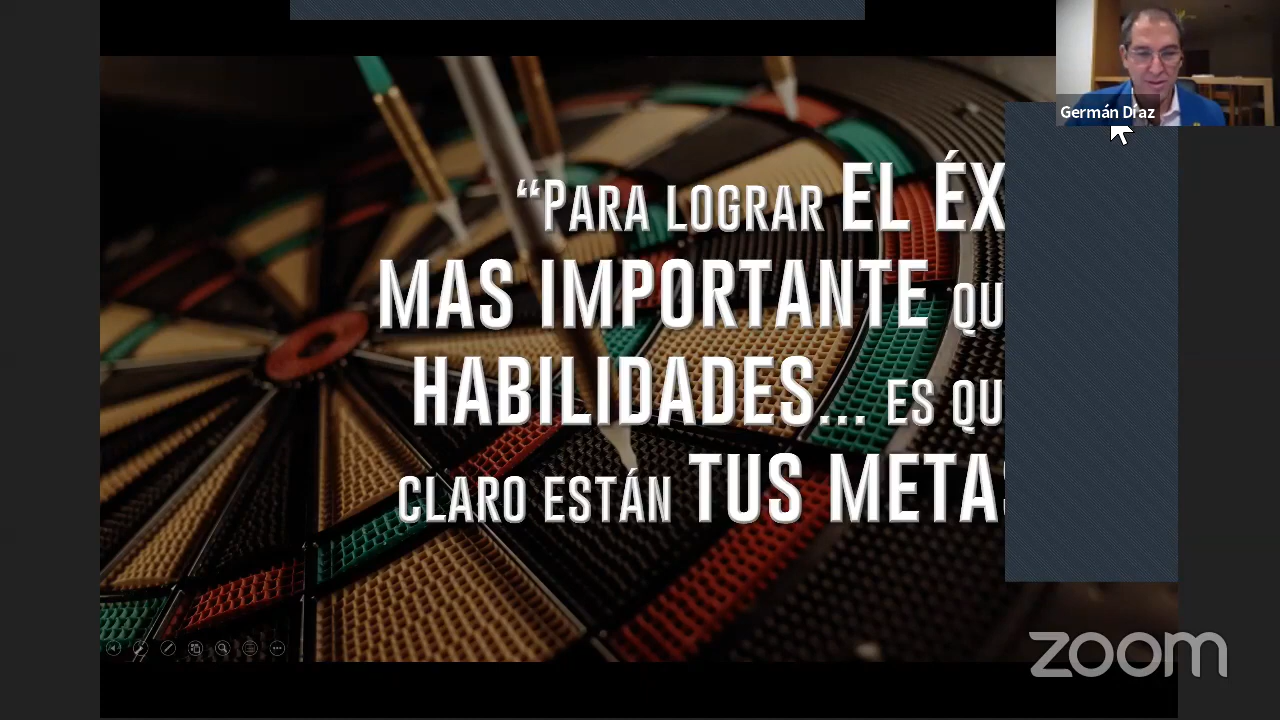 Germán Díaz
“PARA LOGRAR EL ÉX
MAS IMPORTANTE QU
HABILIDADES... ES QU
CLARO ESTÁN TUS METAS
zoom